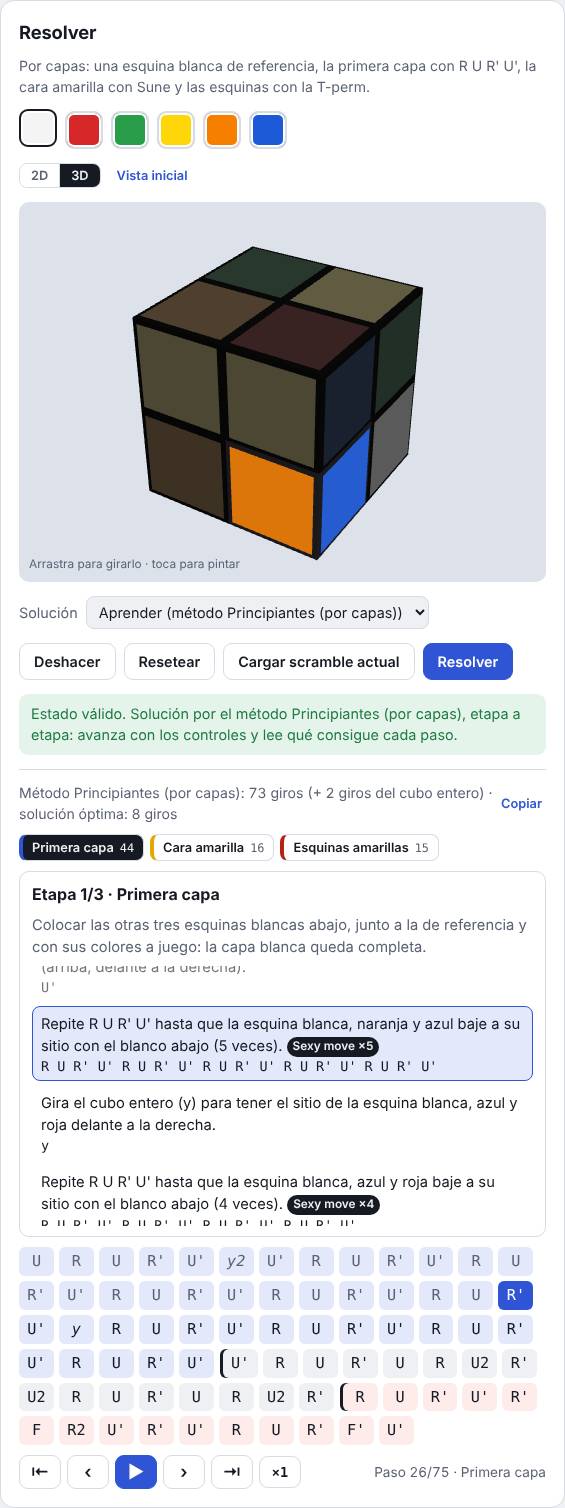 Resolver
Por capas: una esquina blanca de referencia, la primera capa con R U R' U', la
cara amarilla con Sune y las esquinas con la T-perm.
2D 3D Vista inicial
Arrastra para girarlo · toca para pintar
Solución Aprender (método Principiantes (por capas))
Deshacer Resetear Cargar scramble actual Resolver
Estado válido. Solución por el método Principiantes (por capas), etapa a
etapa: avanza con los controles y lee qué consigue cada paso.
Método Principiantes (por capas): 73 giros (+ 2 giros del cubo entero) ·
solución óptima: 8 giros
Copiar
Primera capa 44 Cara amarilla 16 Esquinas amarillas 15
Etapa 1/3 · Primera capa
Colocar las otras tres esquinas blancas abajo, junto a la de referencia y
con sus colores a juego: la capa blanca queda completa.
(arriba, delante a la derecha).
U'
Repite R U R' U' hasta que la esquina blanca, naranja y azul baje a su
sitio con el blanco abajo (5 veces). Sexy move ×5
R U R' U' R U R' U' R U R' U' R U R' U' R U R' U'
Gira el cubo entero (y) para tener el sitio de la esquina blanca, azul y
roja delante a la derecha.
y
Repite R U R' U' hasta que la esquina blanca, azul y roja baje a su
sitio con el blanco abajo (4 veces). Sexy move ×4
R U R' U' R U R' U' R U R' U' R U R' U'
U R U R' U' y2 U' R U R' U' R U
R' U' R U R' U' R U R' U' R U R'
U' y R U R' U' R U R' U' R U R'
U' R U R' U' U' R U R' U R U2 R'
U2 R U R' U R U2 R' R U R' U' R'
F R2 U' R' U' R U R' F' U'
×1 Paso 26/75 · Primera capa